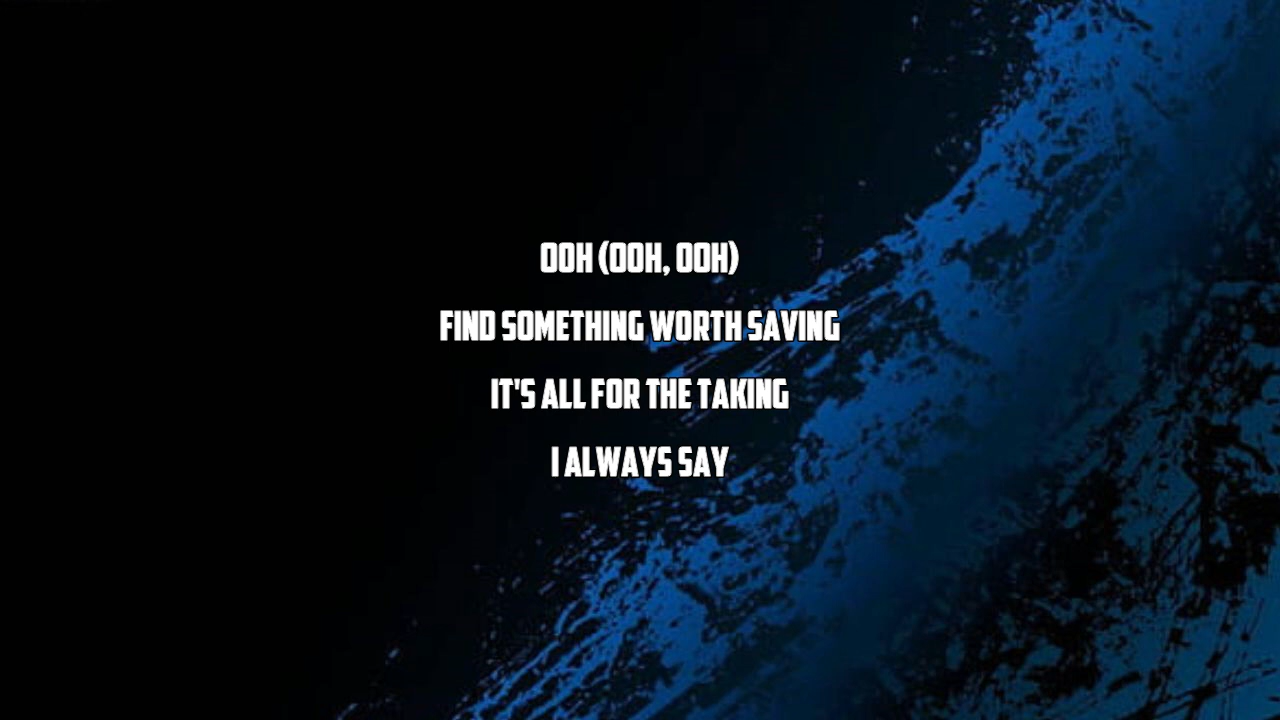 OOH (OOH, OOH)
FIND SOMETHING WORTH SAVING
IT'S ALL FOR THE TAKING
I ALWAYS SAY